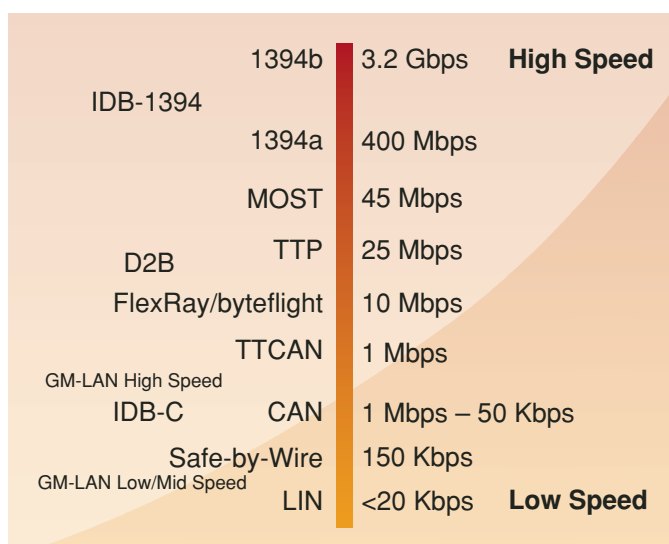 1394b 3.2 Gbps High Speed
IDB-1394
1394a 400 Mbps
MOST 45 Mbps
TTP 25 Mbps
D2B
FlexRay/byteflight 10 Mbps
TTCAN 1 Mbps
GM-LAN High Speed
IDB-C CAN 1 Mbps – 50 Kbps
Safe-by-Wire 150 Kbps
GM-LAN Low/Mid Speed
LIN <20 Kbps Low Speed